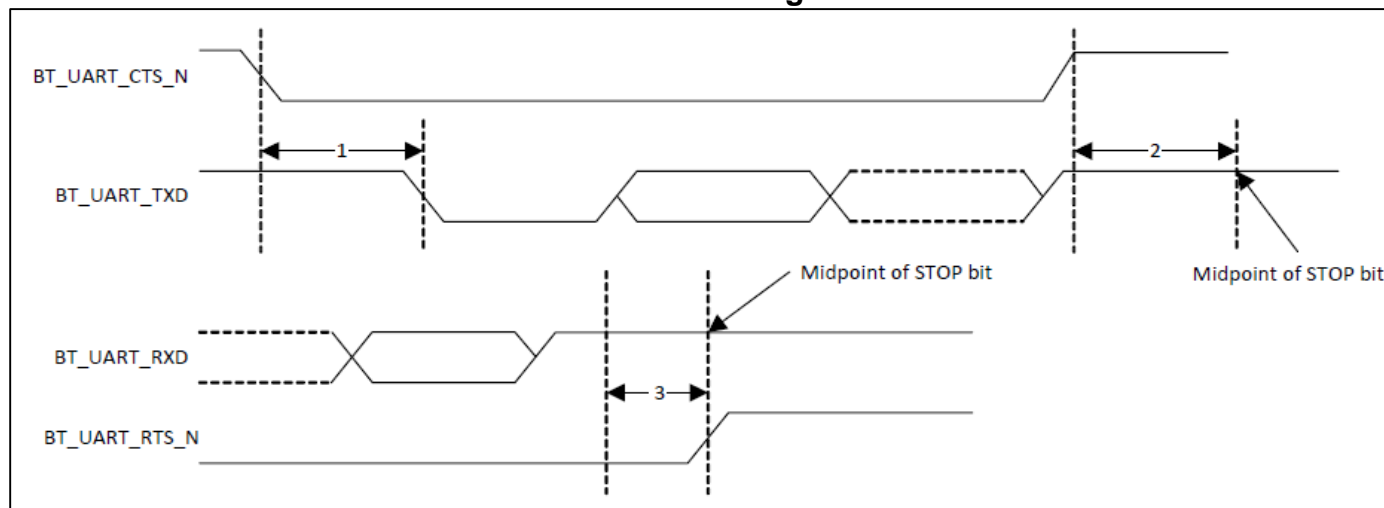 g
BT_UART_CTS_N
1
2
BT_UART_TXD
Midpoint of STOP bit
Midpoint of STOP bit
BT_UART_RXD
3
BT_UART_RTS_N